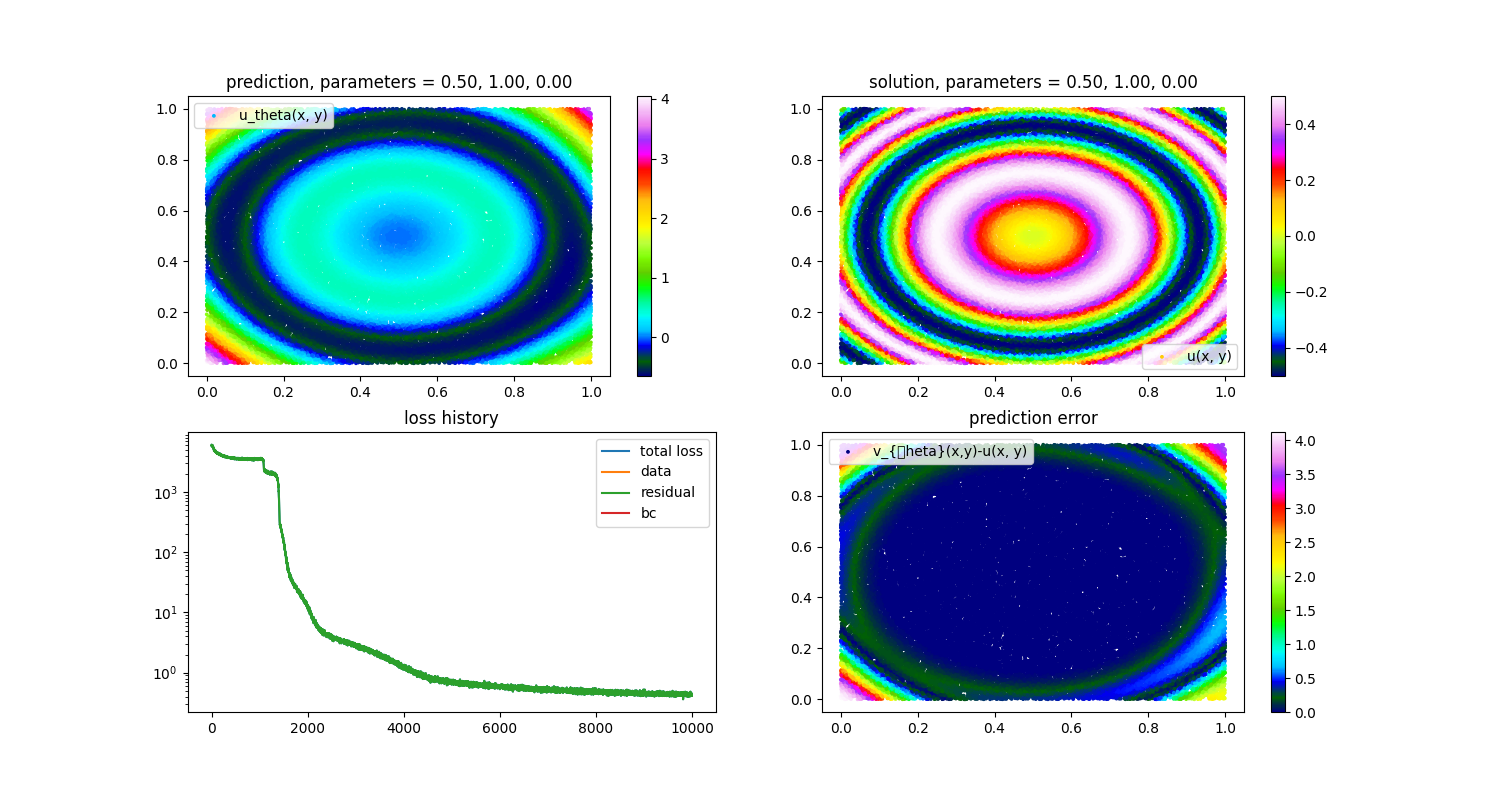 prediction, parameters = 0.50, 1.00, 0.00
1.0
0.8
0.6
0.4
0.2
0.0
0.0 0.2 0.4 0.6 0.8 1.0
u_theta(x, y)
4
3
2
1
0
solution, parameters = 0.50, 1.00, 0.00
1.0
0.8
0.6
0.4
0.2
0.0
0.0 0.2 0.4 0.6 0.8 1.0
u(x, y)
0.4
0.2
0.0
−0.2
−0.4
loss history
10³
10²
10¹
10⁰
0 2000 4000 6000 8000 10000
total loss
data
residual
bc
prediction error
1.0
0.8
0.6
0.4
0.2
0.0
0.0 0.2 0.4 0.6 0.8 1.0
v_{▯heta}(x,y)-u(x, y)
4.0
3.5
3.0
2.5
2.0
1.5
1.0
0.5
0.0